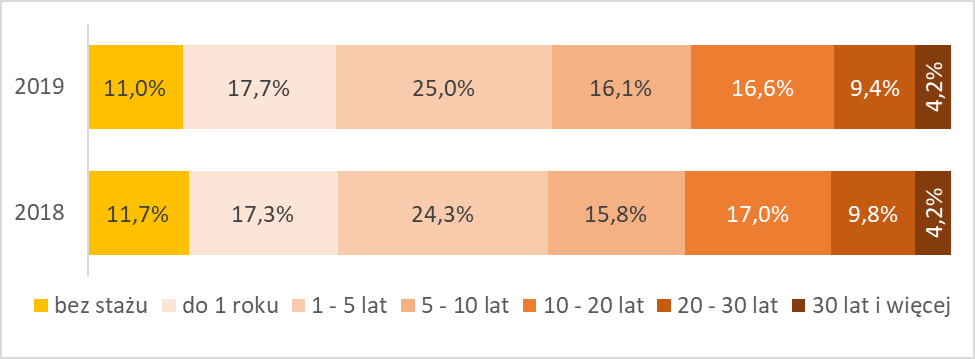 2019 11,0% 17,7% 25,0% 16,1% 16,6% 9,4% 4,2%
2018 11,7% 17,3% 24,3% 15,8% 17,0% 9,8% 4,2%
bez stażu do 1 roku 1 - 5 lat 5 - 10 lat 10 - 20 lat 20 - 30 lat 30 lat i więcej